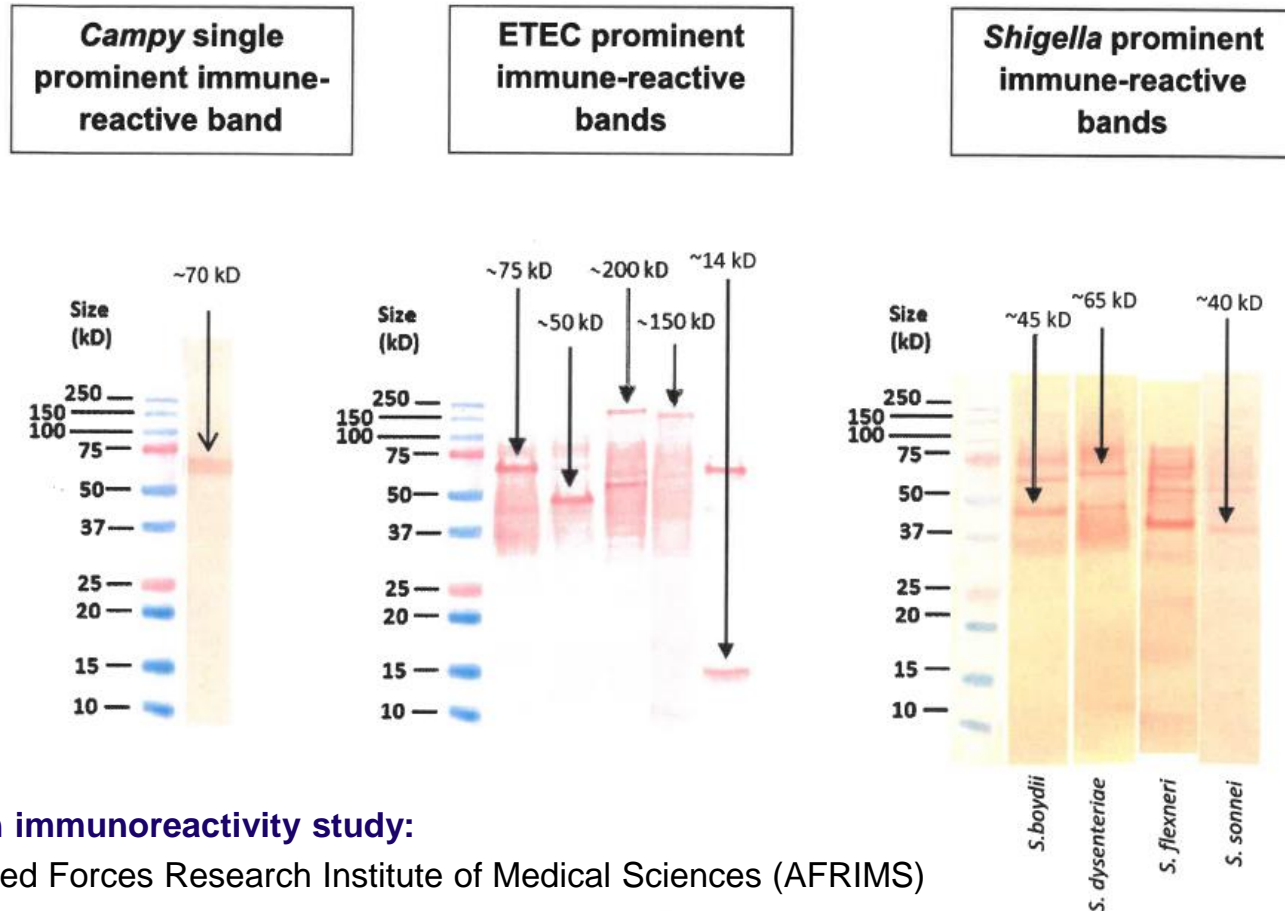 Campy single
prominent immune-
reactive band
ETEC prominent
immune-reactive
bands
Shigella prominent
immune-reactive
bands
~70 kD
Size
(kD)
250
150
100
75
50
37
25
20
15
10
~75 kD
~200 kD
~14 kD
~50 kD
~150 kD
Size
(kD)
250
150
100
75
50
37
25
20
15
10
~45 kD
~65 kD
~40 kD
Size
(kD)
250
150
100
75
50
37
25
20
15
10
S.boydii
S. dysenteriae
S. flexneri
S. sonnei
immunoreactivity study:
ed Forces Research Institute of Medical Sciences (AFRIMS)